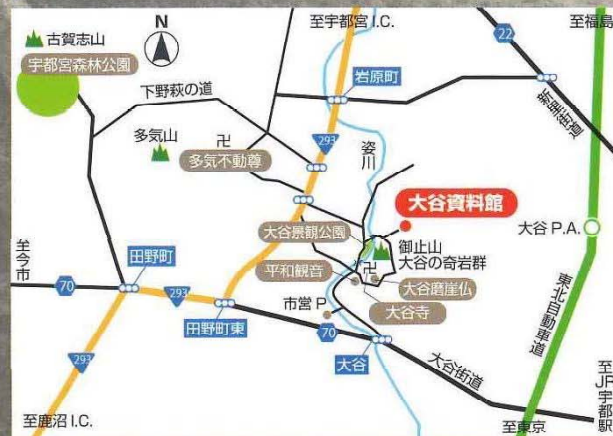 N
至宇都宮I.C.
至福島
古賀志山
宇都宮森林公園
22
新里街道
下野萩の道
岩原町
多気山
卍
293
姿川
多気不動尊
大谷資料館
大谷P.A.
大谷景観公園
御止山
大谷の奇岩群
至今市
田野町
平和観音
卍
大谷磨崖仏
東北自動車道
70
293
大谷寺
市営P
田野町東
70
293
大谷
大谷街道
至JR宇都宮駅
至鹿沼I.C.
至東京